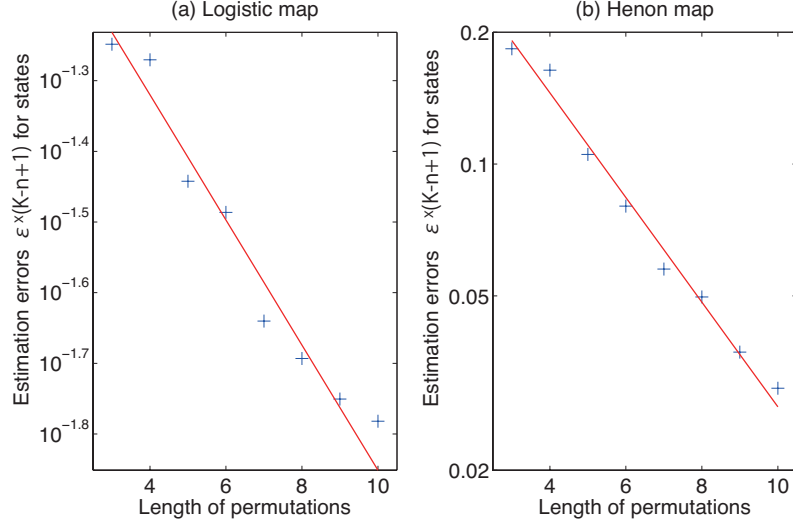 (a) Logistic map
Estimation errors ε^x(K-n+1) for states
10^-1.3
10^-1.4
10^-1.5
10^-1.6
10^-1.7
10^-1.8
4 6 8 10
Length of permutations
(b) Henon map
Estimation errors ε^x(K-n+1) for states
0.2
0.1
0.05
0.02
4 6 8 10
Length of permutations